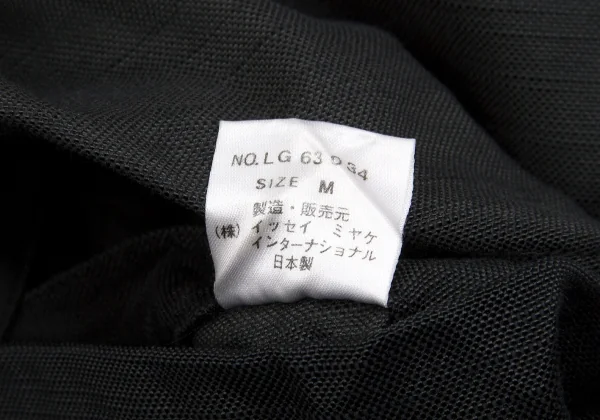 NO.LG 63 D 34
SIZE M
製造・販売元
(株) イッセイ ミヤケ
インターナショナル
日本製